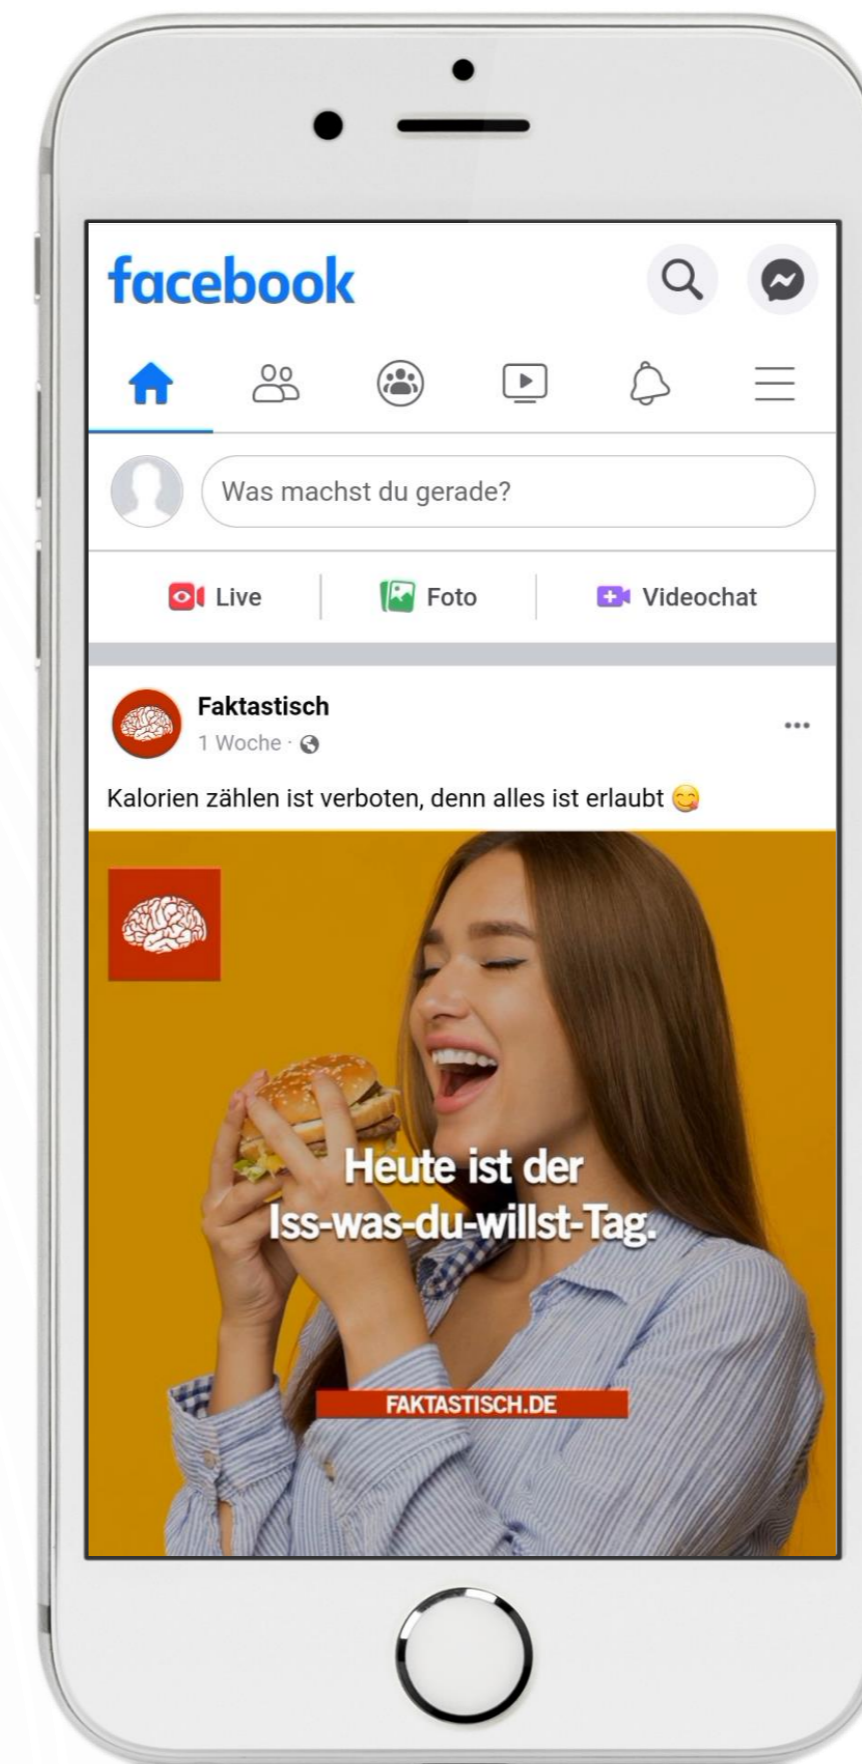 facebook
Was machst du gerade?
Live
Foto
Videochat
Faktastisch
1 Woche ·
Kalorien zählen ist verboten, denn alles ist erlaubt 😋
Heute ist der
Iss-was-du-willst-Tag.
FAKTASTISCH.DE